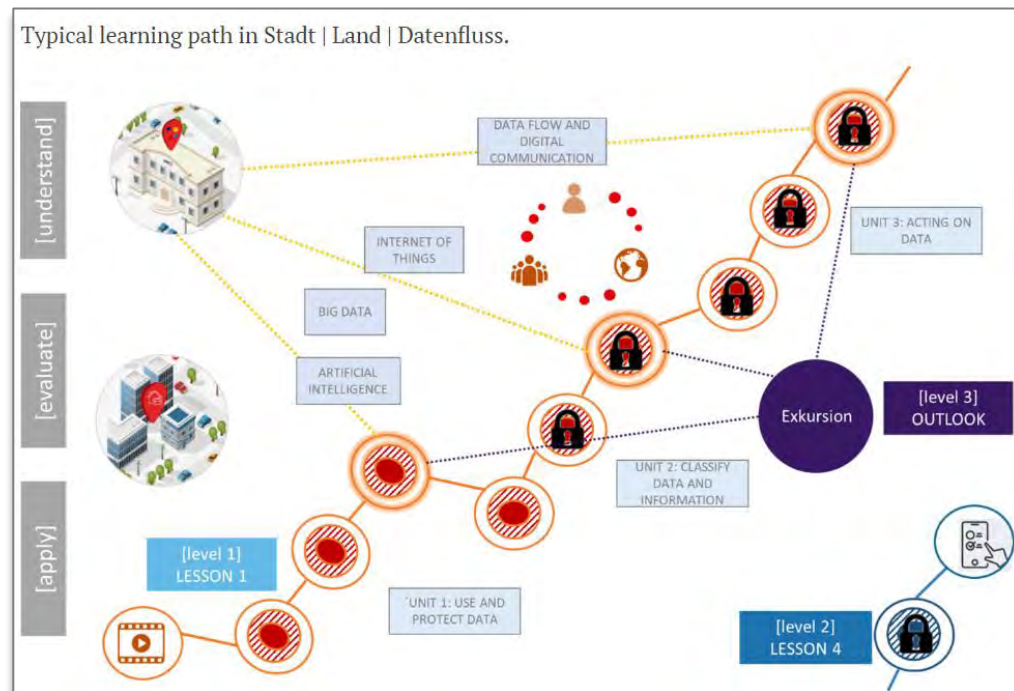 Typical learning path in Stadt | Land | Datenfluss.
[understand]
DATA FLOW AND
DIGITAL
COMMUNICATION
UNIT 3: ACTING ON
DATA
INTERNET OF
THINGS
BIG DATA
[evaluate]
ARTIFICIAL
INTELLIGENCE
Exkursion
[level 3]
OUTLOOK
UNIT 2: CLASSIFY
DATA AND
INFORMATION
[apply]
[level 1]
LESSON 1
´UNIT 1: USE AND
PROTECT DATA
[level 2]
LESSON 4